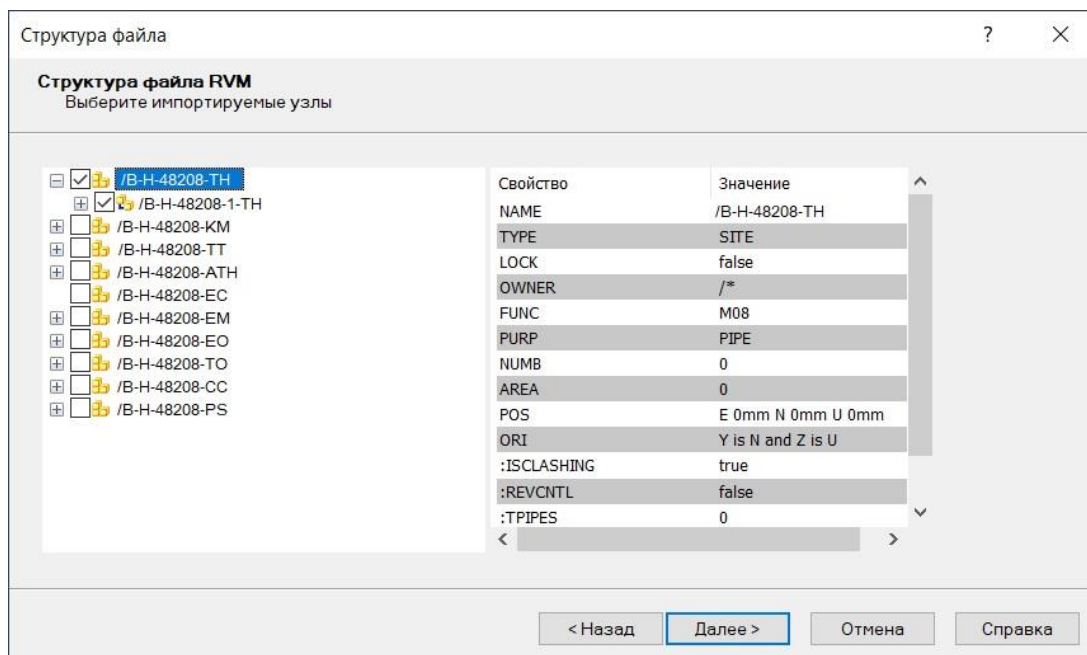 Структура файла
?
Структура файла RVM
Выберите импортируемые узлы
/B-H-48208-TH
/B-H-48208-1-TH
/B-H-48208-KM
/B-H-48208-TT
/B-H-48208-ATH
/B-H-48208-EC
/B-H-48208-EM
/B-H-48208-EO
/B-H-48208-TO
/B-H-48208-CC
/B-H-48208-PS
Свойство Значение
NAME /B-H-48208-TH
TYPE SITE
LOCK false
OWNER /*
FUNC M08
PURP PIPE
NUMB 0
AREA 0
POS E 0mm N 0mm U 0mm
ORI Y is N and Z is U
:ISCLASHING true
:REVCNTL false
:TPIPES 0
< Назад Далее > Отмена Справка